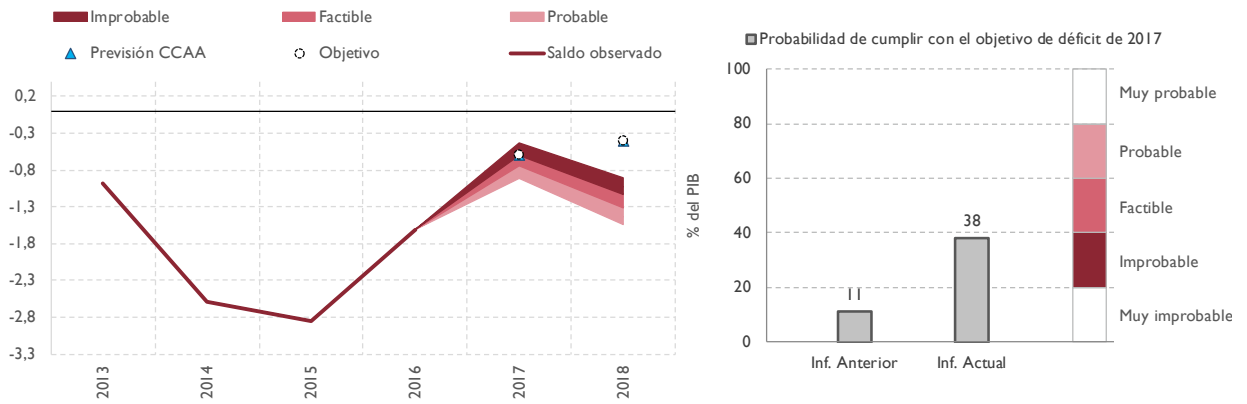 Improbable Factible Probable
Previsión CCAA Objetivo Saldo observado
0,2
-0,3
-0,8
-1,3
-1,8
-2,3
-2,8
-3,3
2013 2014 2015 2016 2017 2018
Probabilidad de cumplir con el objetivo de déficit de 2017
% del PIB
100
80
60
40
20
0
11
38
Inf. Anterior Inf. Actual
Muy probable
Probable
Factible
Improbable
Muy improbable